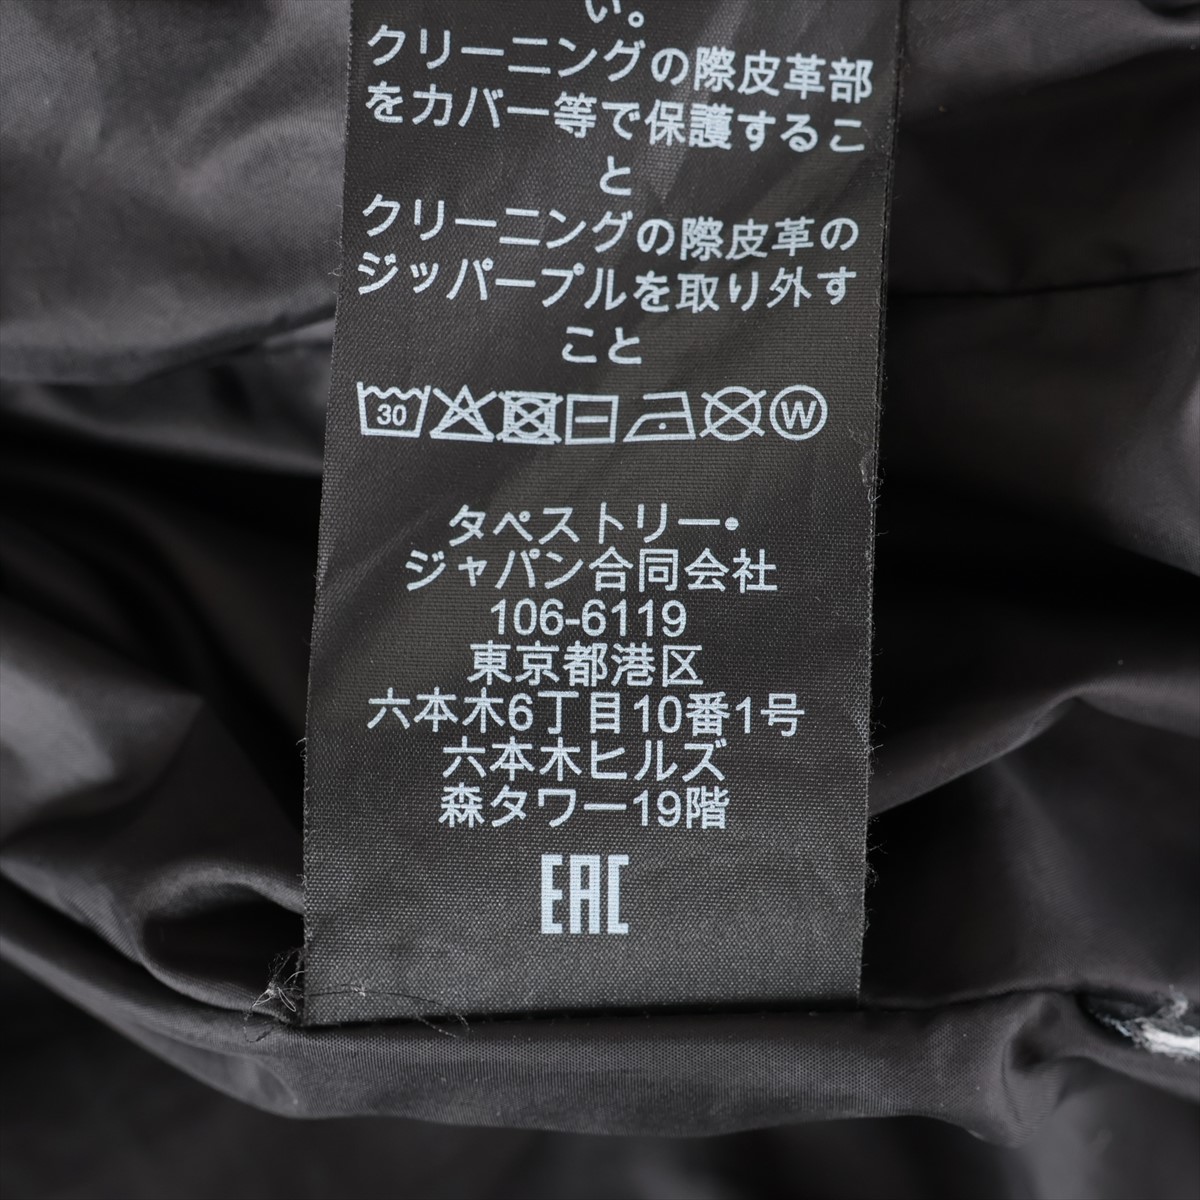 い。
クリーニングの際皮革部
をカバー等で保護するこ
と
クリーニングの際皮革の
ジッパープルを取り外す
こと
30 W
タペストリー・
ジャパン合同会社
106-6119
東京都港区
六本木6丁目10番1号
六本木ヒルズ
森タワー19階
EAC